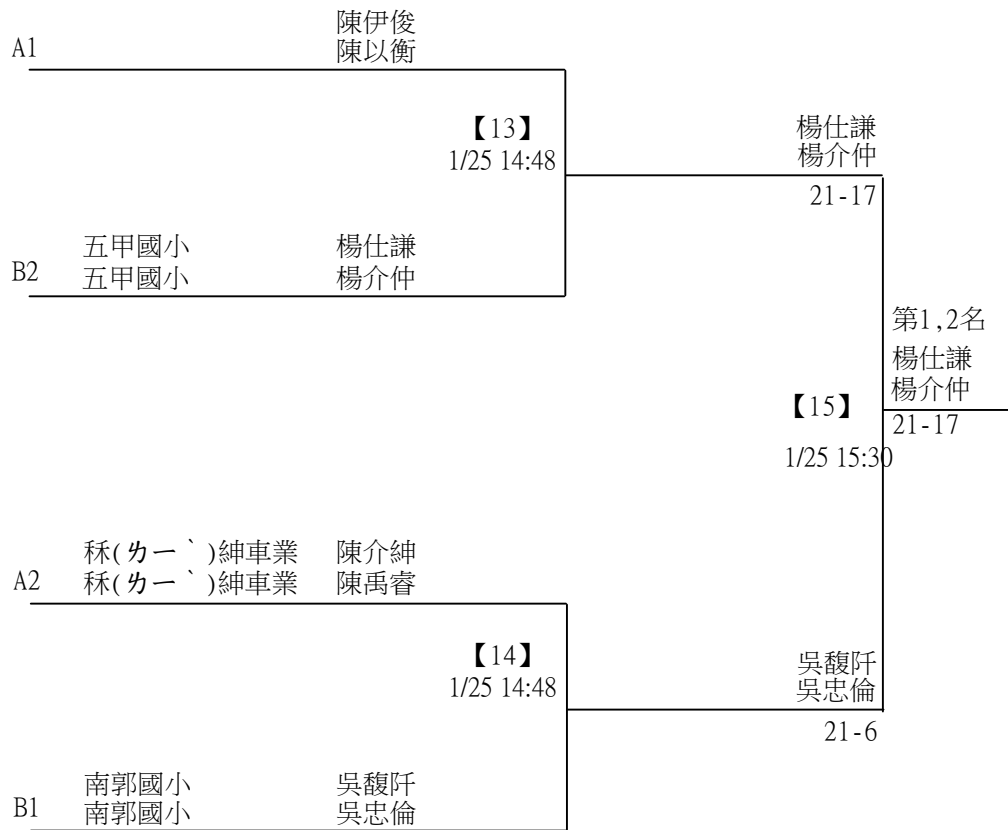 陳伊俊
A1 陳以衡
【13】
1/25 14:48
楊仕謙
楊介仲
21-17
五甲國小 楊仕謙
B2 五甲國小 楊介仲
第1,2名
楊仕謙
楊介仲
【15】
21-17
1/25 15:30
秝(ㄌㄧˋ)紳車業 陳介紳
A2 秝(ㄌㄧˋ)紳車業 陳禹睿
【14】
1/25 14:48
吳馥阡
吳忠倫
21-6
南郭國小 吳馥阡
B1 南郭國小 吳忠倫